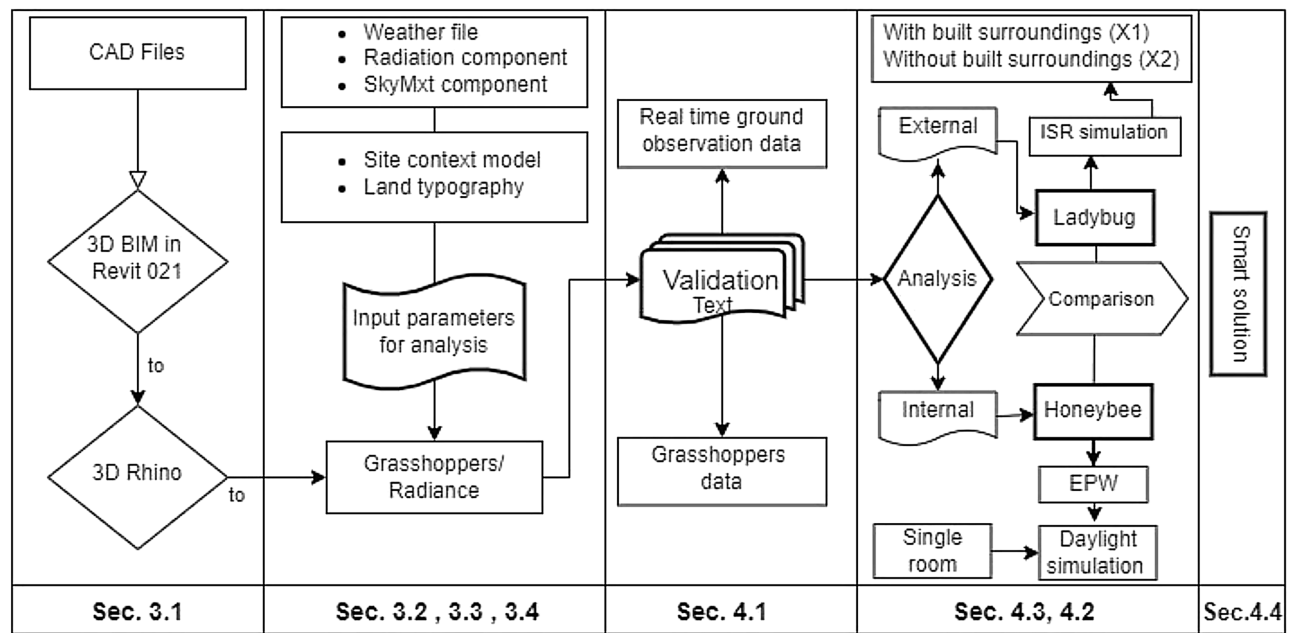 CAD Files
3D BIM in
Revit 021
to
3D Rhino
to
• Weather file
• Radiation component
• SkyMxt component
• Site context model
• Land typography
Input parameters
for analysis
Grasshoppers/
Radiance
Real time ground
observation data
Validation
Text
Grasshoppers
data
With built surroundings (X1)
Without built surroundings (X2)
External
ISR simulation
Ladybug
Analysis
Comparison
Internal
Honeybee
EPW
Single
room
Daylight
simulation
Smart solution
Sec. 3.1
Sec. 3.2 , 3.3 , 3.4
Sec. 4.1
Sec. 4.3, 4.2
Sec.4.4